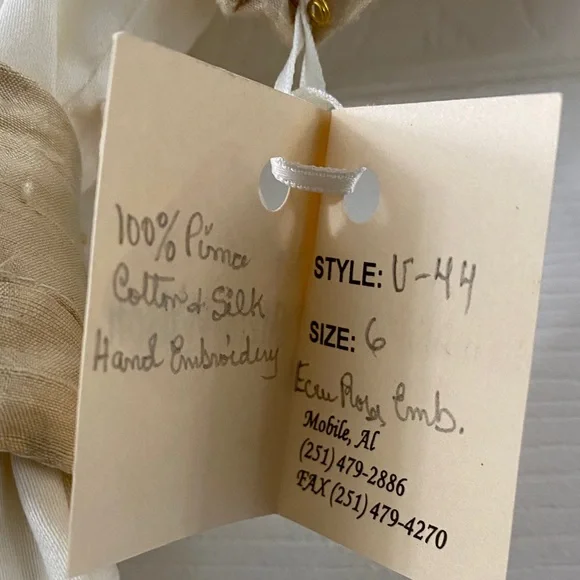 100% Pima
Cotton & Silk
Hand Embroidery
STYLE: V-44
SIZE: 6
Ecru Roses Emb.
Mobile, Al
(251) 479-2886
FAX (251) 479-4270